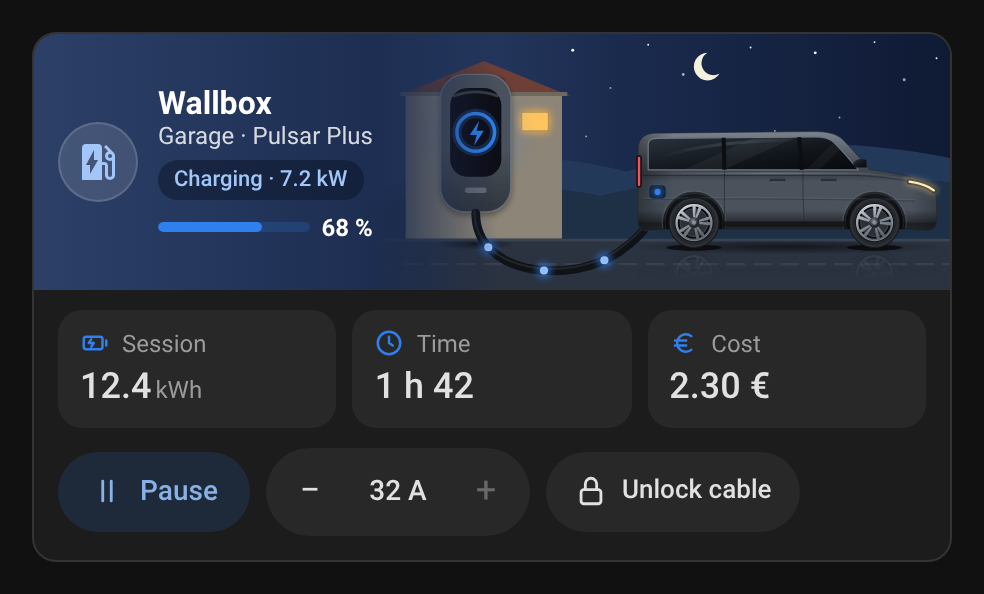 Wallbox
Garage · Pulsar Plus
Charging · 7.2 kW
68 %
Session
12.4 kWh
Time
1 h 42
Cost
2.30 €
Pause
− 32 A +
Unlock cable